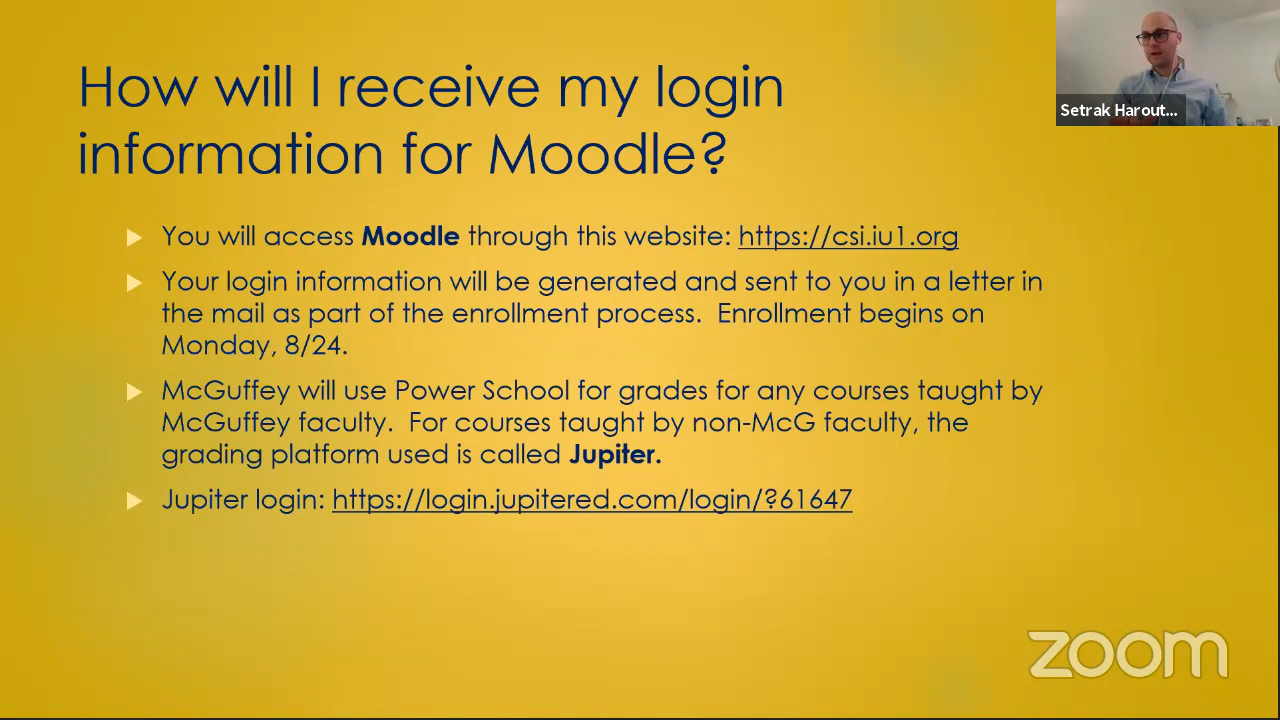 How will I receive my login
information for Moodle?
Setrak Harout...
You will access Moodle through this website: https://csi.iu1.org
Your login information will be generated and sent to you in a letter in
the mail as part of the enrollment process.  Enrollment begins on
Monday, 8/24.
McGuffey will use Power School for grades for any courses taught by
McGuffey faculty.  For courses taught by non-McG faculty, the
grading platform used is called Jupiter.
Jupiter login: https://login.jupitered.com/login/?61647
zoom